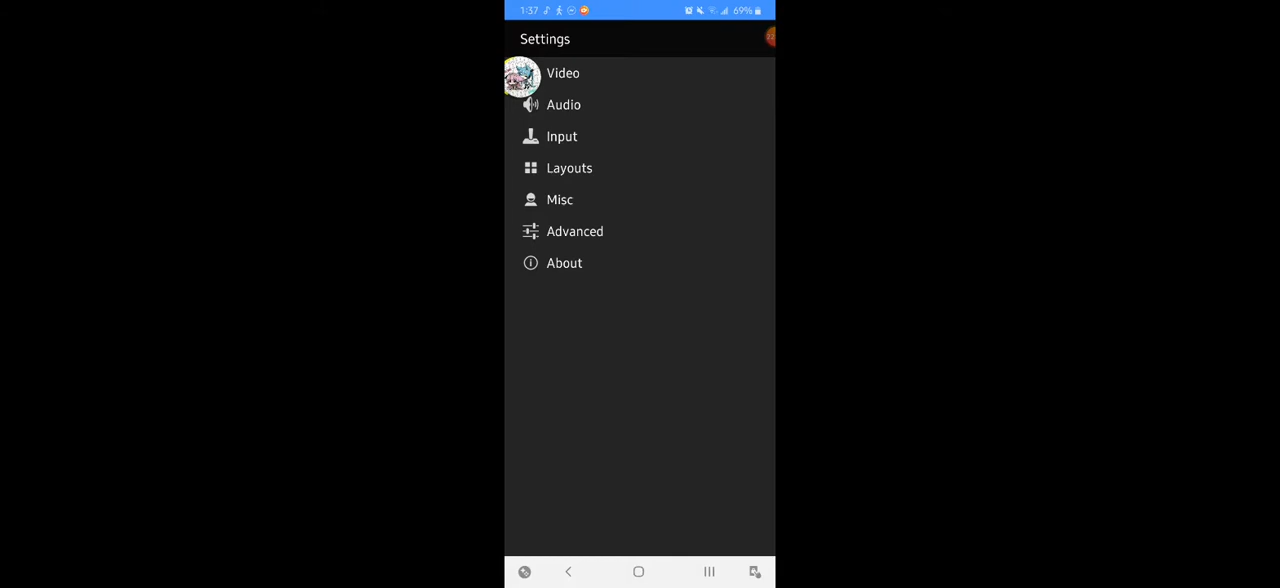 1:37 69%
Settings
Video
Audio
Input
Layouts
Misc
Advanced
About